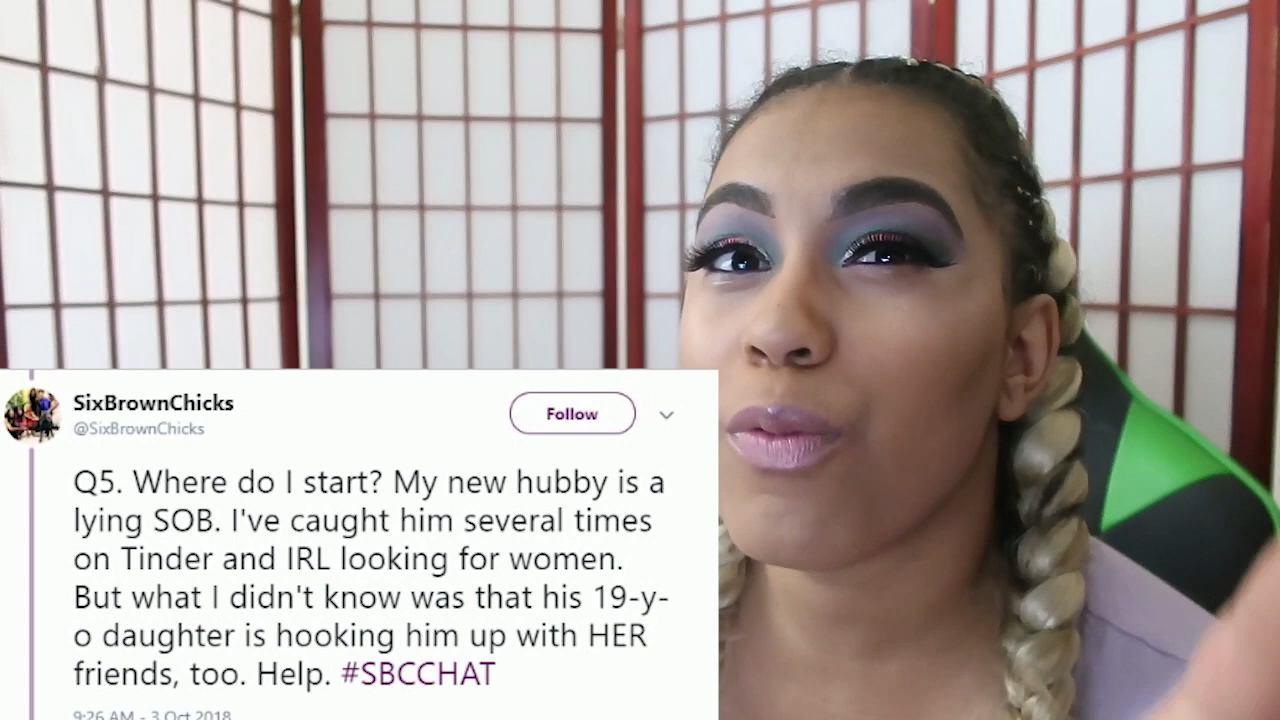 SixBrownChicks
@SixBrownChicks
Follow
Q5. Where do I start? My new hubby is a
lying SOB. I've caught him several times
on Tinder and IRL looking for women.
But what I didn't know was that his 19-y-
o daughter is hooking him up with HER
friends, too. Help. #SBCCHAT
9:26 AM - 3 Oct 2018